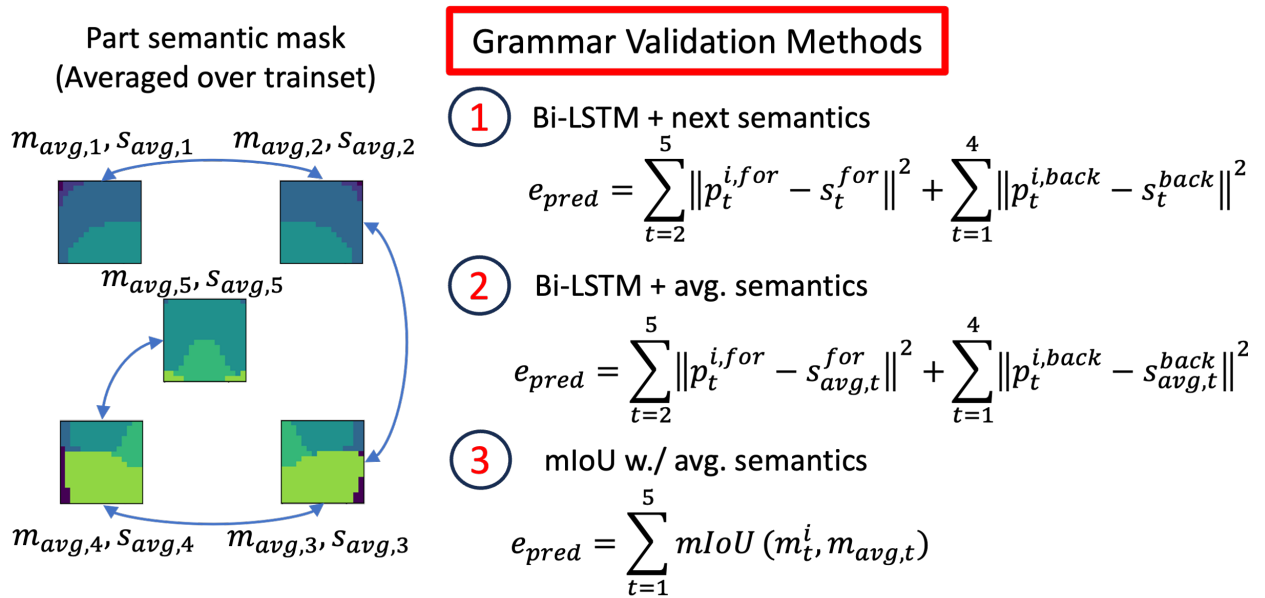 Part semantic mask
(Averaged over trainset)
m_{avg,1}, s_{avg,1}
m_{avg,2}, s_{avg,2}
m_{avg,5}, s_{avg,5}
m_{avg,4}, s_{avg,4}
m_{avg,3}, s_{avg,3}
Grammar Validation Methods
1 Bi-LSTM + next semantics
e_{pred} = \sum_{t=2}^{5} \|p_t^{i,for} - s_t^{for}\|^2 + \sum_{t=1}^{4} \|p_t^{i,back} - s_t^{back}\|^2
2 Bi-LSTM + avg. semantics
e_{pred} = \sum_{t=2}^{5} \|p_t^{i,for} - s_{avg,t}^{for}\|^2 + \sum_{t=1}^{4} \|p_t^{i,back} - s_{avg,t}^{back}\|^2
3 mIoU w./ avg. semantics
e_{pred} = \sum_{t=1}^{5} mIoU (m_t^i, m_{avg,t})